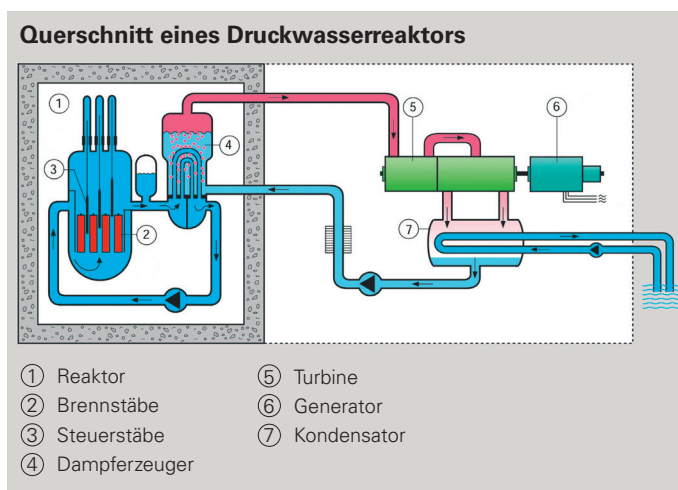 Querschnitt eines Druckwasserreaktors
1
5
6
4
3
7
2
1 Reaktor
2 Brennstäbe
3 Steuerstäbe
4 Dampferzeuger
5 Turbine
6 Generator
7 Kondensator